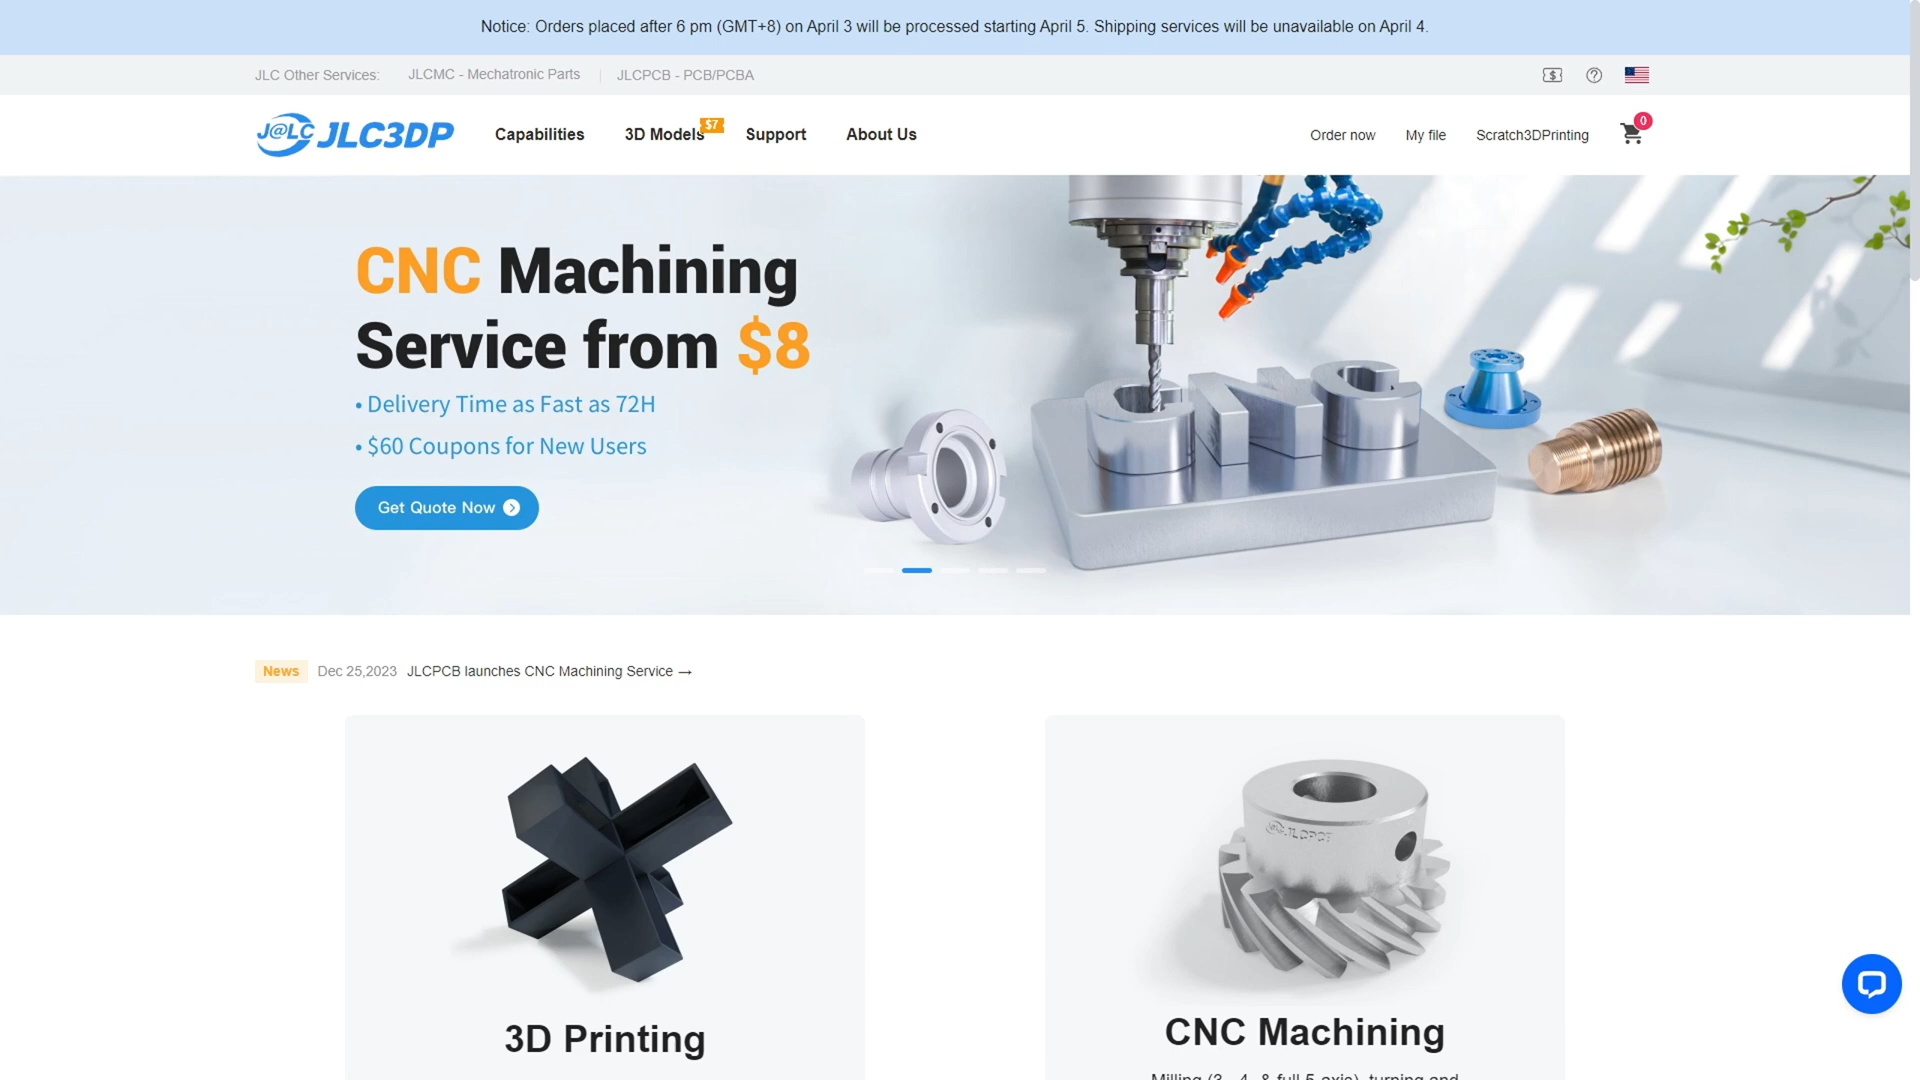 Notice: Orders placed after 6 pm (GMT+8) on April 3 will be processed starting April 5. Shipping services will be unavailable on April 4.
JLC Other Services: JLCMC - Mechatronic Parts JLCPCB - PCB/PCBA
J@LC JLC3DP Capabilities 3D Models $7 Support About Us Order now My file Scratch3DPrinting 0
CNC Machining
Service from $8
• Delivery Time as Fast as 72H
• $60 Coupons for New Users
Get Quote Now
CNC
News Dec 25,2023 JLCPCB launches CNC Machining Service →
JLCPCB
3D Printing
CNC Machining
Milling (3-, 4- & full 5-axis), turning and